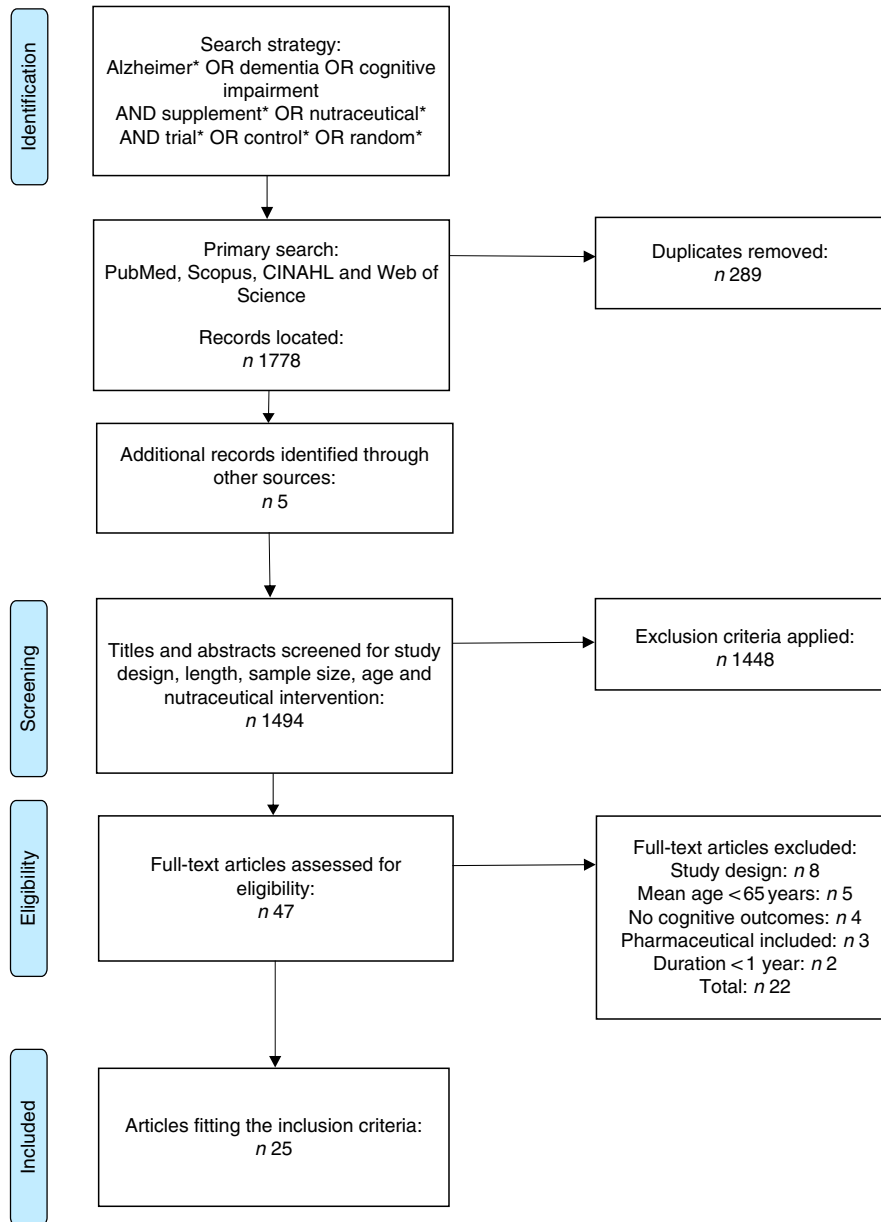 Identification
Search strategy:
Alzheimer* OR dementia OR cognitive
impairment
AND supplement* OR nutraceutical*
AND trial* OR control* OR random*
Primary search:
PubMed, Scopus, CINAHL and Web of
Science
Records located:
n 1778
Duplicates removed:
n 289
Additional records identified through
other sources:
n 5
Screening
Titles and abstracts screened for study
design, length, sample size, age and
nutraceutical intervention:
n 1494
Exclusion criteria applied:
n 1448
Eligibility
Full-text articles assessed for
eligibility:
n 47
Full-text articles excluded:
Study design: n 8
Mean age <65 years: n 5
No cognitive outcomes: n 4
Pharmaceutical included: n 3
Duration <1 year: n 2
Total: n 22
Included
Articles fitting the inclusion criteria:
n 25